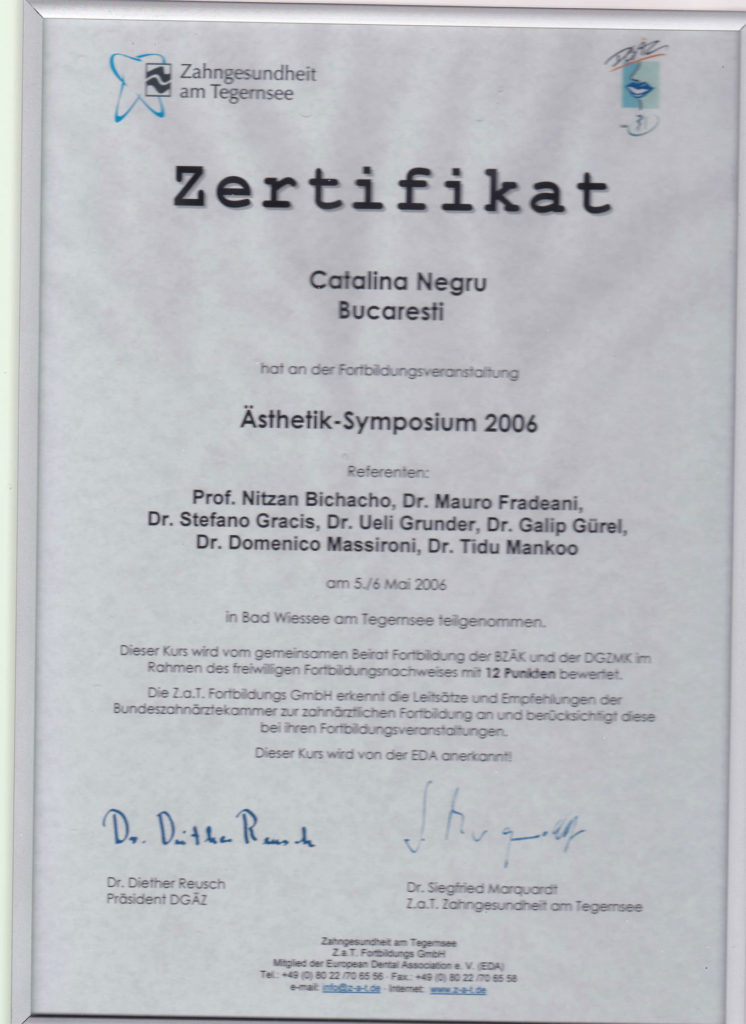 Zahngesundheit
am Tegernsee
DGÄZ
Zertifikat
Catalina Negru
Bucaresti
hat an der Fortbildungsveranstaltung
Ästhetik-Symposium 2006
Referenten:
Prof. Nitzan Bichacho, Dr. Mauro Fradeani,
Dr. Stefano Gracis, Dr. Ueli Grunder, Dr. Galip Gürel,
Dr. Domenico Massironi, Dr. Tidu Mankoo
am 5./6 Mai 2006
in Bad Wiessee am Tegernsee teilgenommen.
Dieser Kurs wird vom gemeinsamen Beirat Fortbildung der BZÄK und der DGZMK im
Rahmen des freiwilligen Fortbildungsnachweises mit 12 Punkten bewertet.
Die Z.a.T. Fortbildungs GmbH erkennt die Leitsätze und Empfehlungen der
Bundeszahnärztekammer zur zahnärztlichen Fortbildung an und berücksichtigt diese
bei ihren Fortbildungsveranstaltungen.
Dieser Kurs wird von der EDA anerkannt!
Dr. Diether Reusch
Dr. Diether Reusch
Präsident DGÄZ
Dr. Siegfried Marquardt
Z.a.T. Zahngesundheit am Tegernsee
Zahngesundheit am Tegernsee
Z.a.T. Fortbildungs GmbH
Mitglied der European Dental Association e. V. (EDA)
Tel.: +49 (0) 80 22 /70 65 56 · Fax.: +49 (0) 80 22 /70 65 58
e-mail: info@z-a-t.de · Internet: www.z-a-t.de